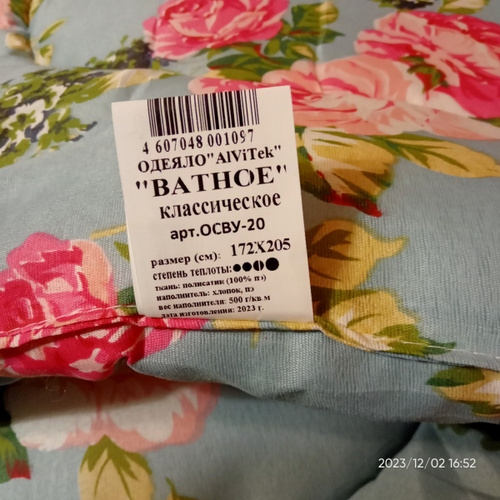 4 607048 001097
ОДЕЯЛО "AlViTek"
"ВАТНОЕ"
классическое
арт.ОСВУ-20
размер (см): 172X205
степень теплоты:
ткань: полисатин (100% пэ)
наполнитель: хлопок, пэ
вес наполнителя: 500 г/кв.м
дата изготовления: 2023 г.
2023/12/02 16:52